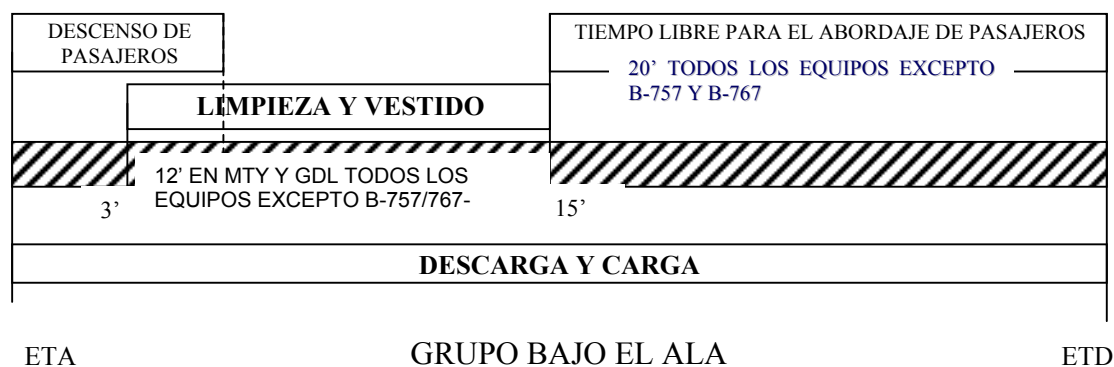 DESCENSO DE
PASAJEROS
TIEMPO LIBRE PARA EL ABORDAJE DE PASAJEROS
20’ TODOS LOS EQUIPOS EXCEPTO
B-757 Y B-767
LIMPIEZA Y VESTIDO
12’ EN MTY Y GDL TODOS LOS
EQUIPOS EXCEPTO B-757/767-
3’
15’
DESCARGA Y CARGA
ETA
GRUPO BAJO EL ALA
ETD